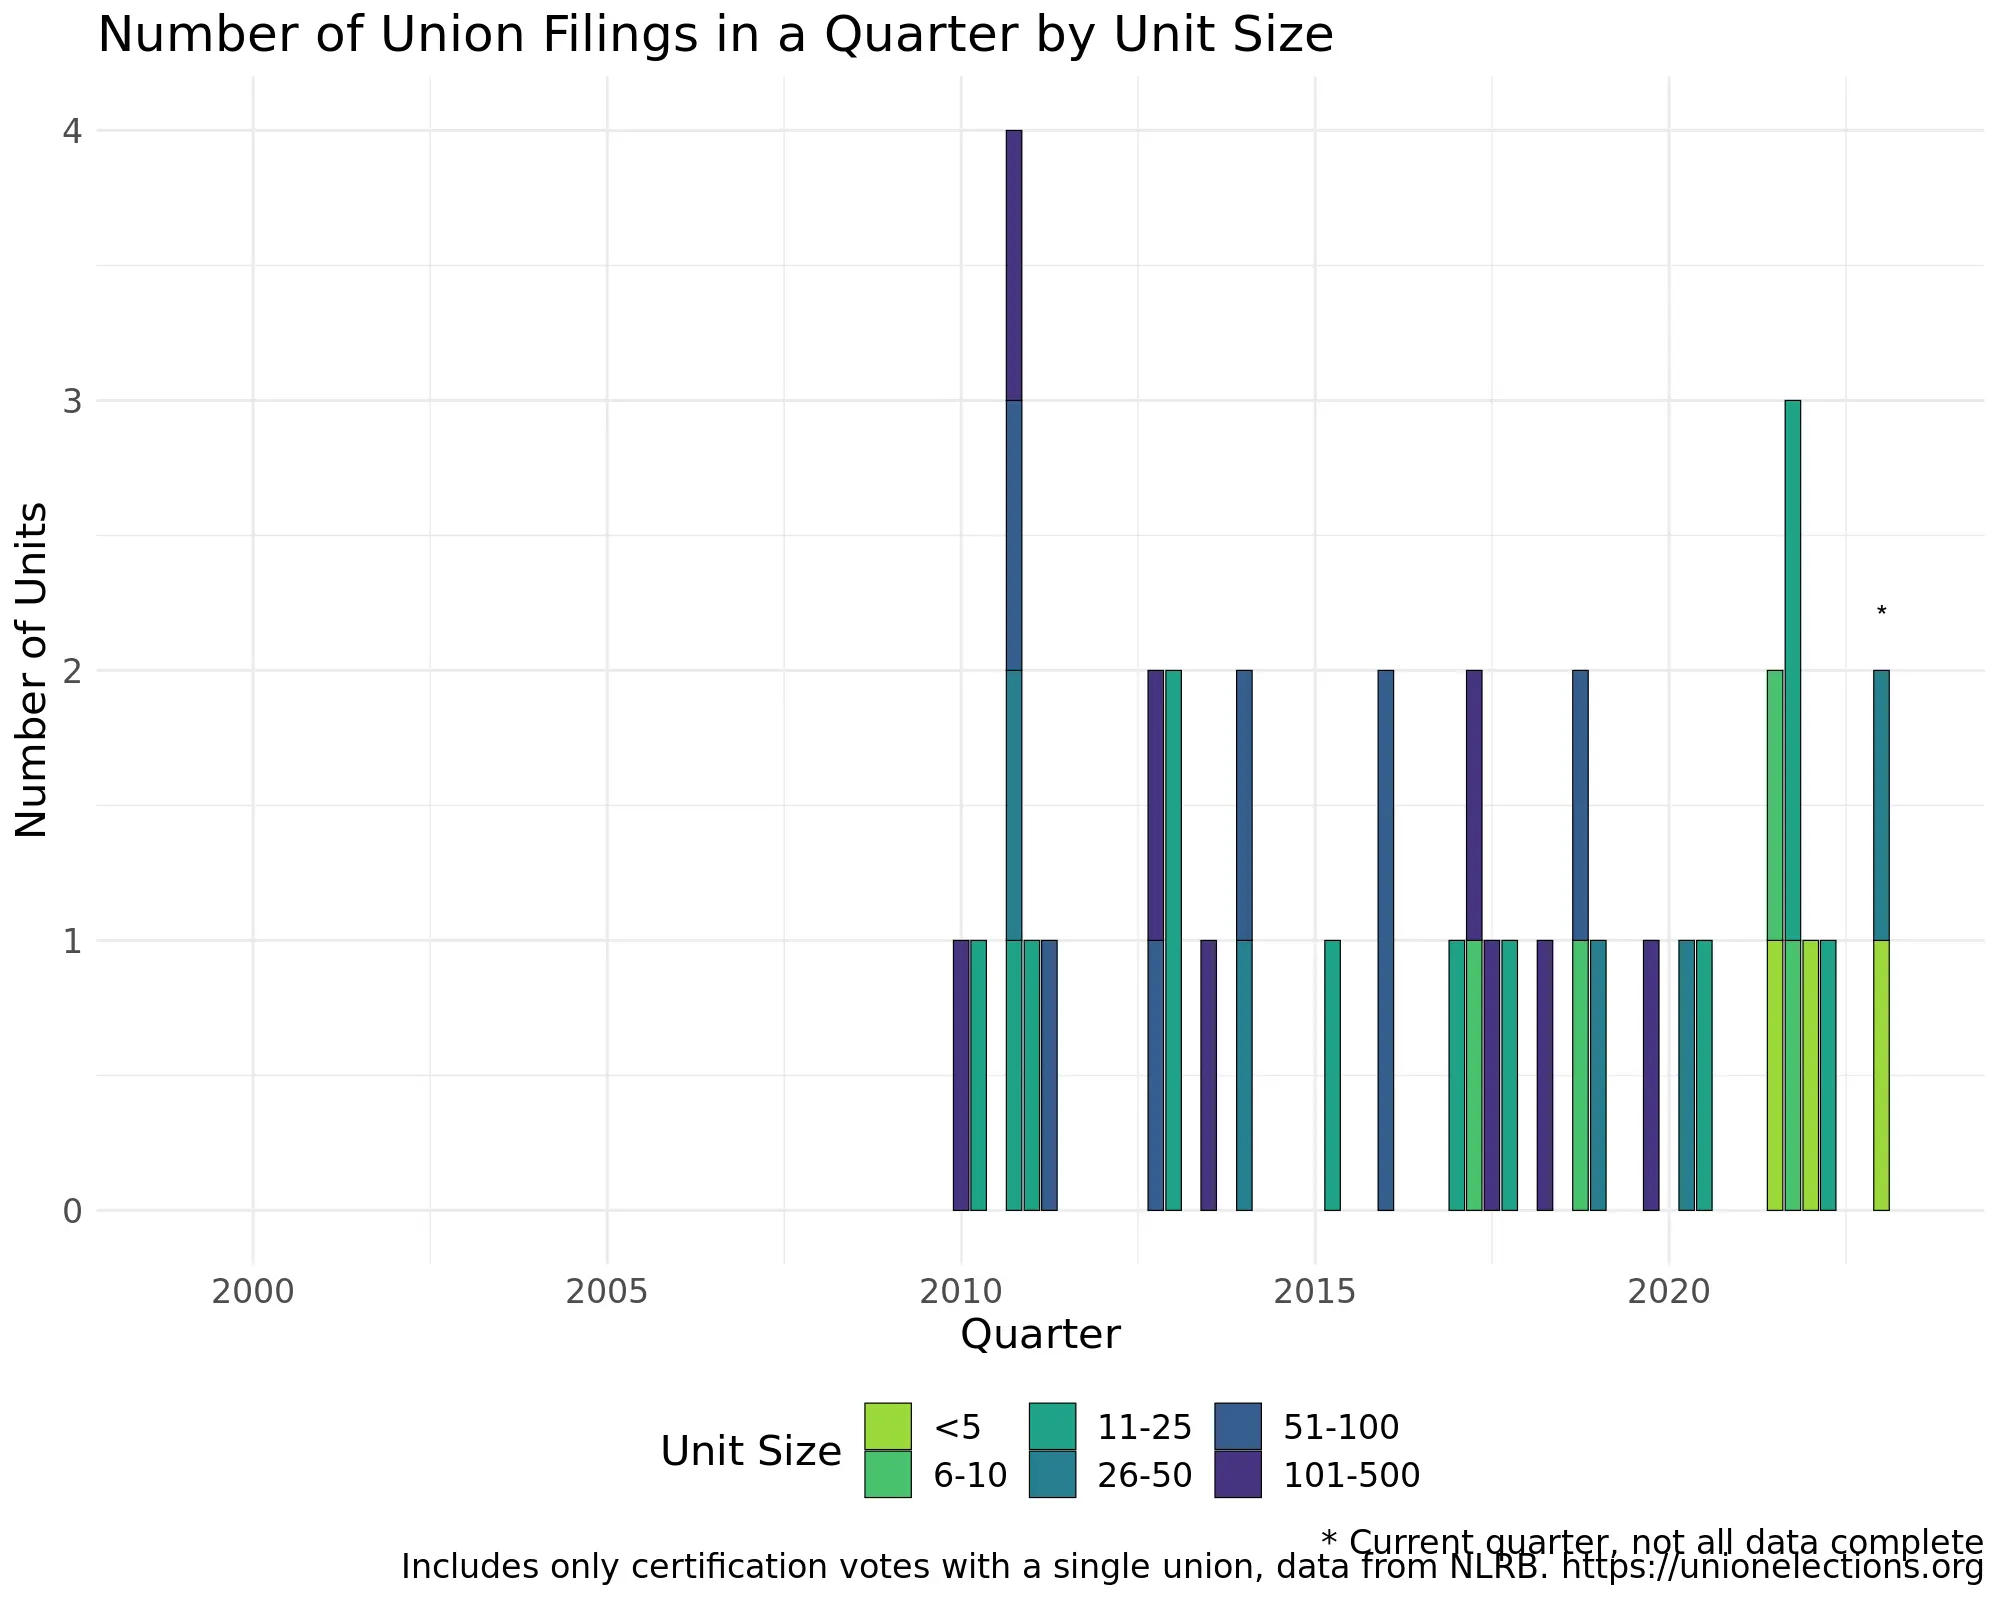 Number of Union Filings in a Quarter by Unit Size
Number of Units
4
3
2
1
0
*
2000 2005 2010 2015 2020
Quarter
Unit Size
<5 11-25 51-100
6-10 26-50 101-500
* Current quarter, not all data complete
Includes only certification votes with a single union, data from NLRB. https://unionelections.org